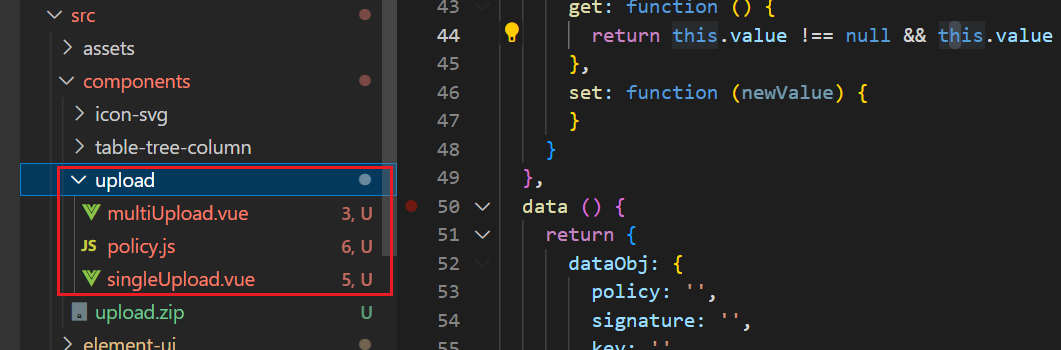 src
assets
components
icon-svg
table-tree-column
upload
multiUpload.vue 3, U
JS policy.js 6, U
singleUpload.vue 5, U
upload.zip U
element-ui
43 get: function () {
44 return this.value !== null && this.value
45 },
46 set: function (newValue) {
47 }
48 }
49 },
50 data () {
51 return {
52 dataObj: {
53 policy: '',
54 signature: '',
55 key: ''